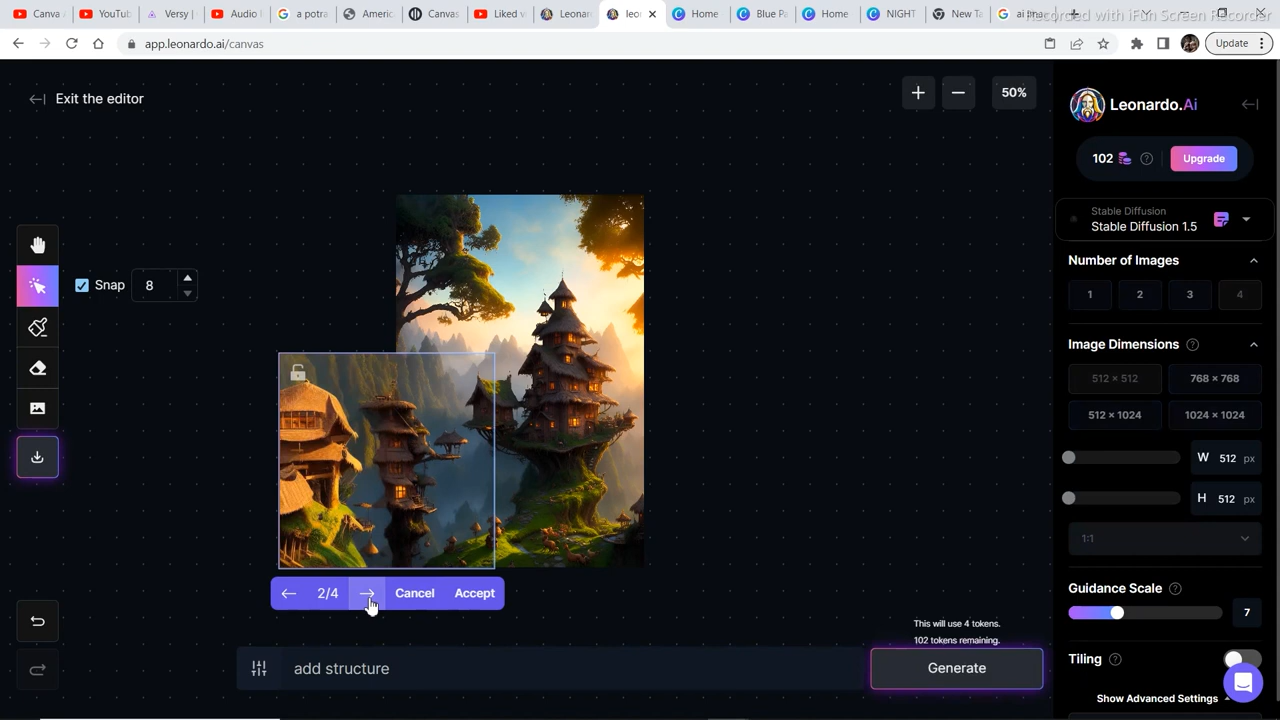 Canva
YouTub
Versy |
Audio
a potra
Americ
Canvas
Liked v
Leonar
leo
Home
Blue Pa
Home
NIGHT
New Ta
Recorded with iFun Screen Recorder
app.leonardo.ai/canvas
Update
Exit the editor
50%
Leonardo.Ai
102
Upgrade
Stable Diffusion
Stable Diffusion 1.5
Number of Images
1 2 3 4
Snap 8
Image Dimensions
512 × 512 768 × 768
512 × 1024 1024 × 1024
W 512 px
H 512 px
1:1
Guidance Scale
7
2/4 Cancel Accept
This will use 4 tokens.
102 tokens remaining.
add structure
Generate
Tiling
Show Advanced Settings